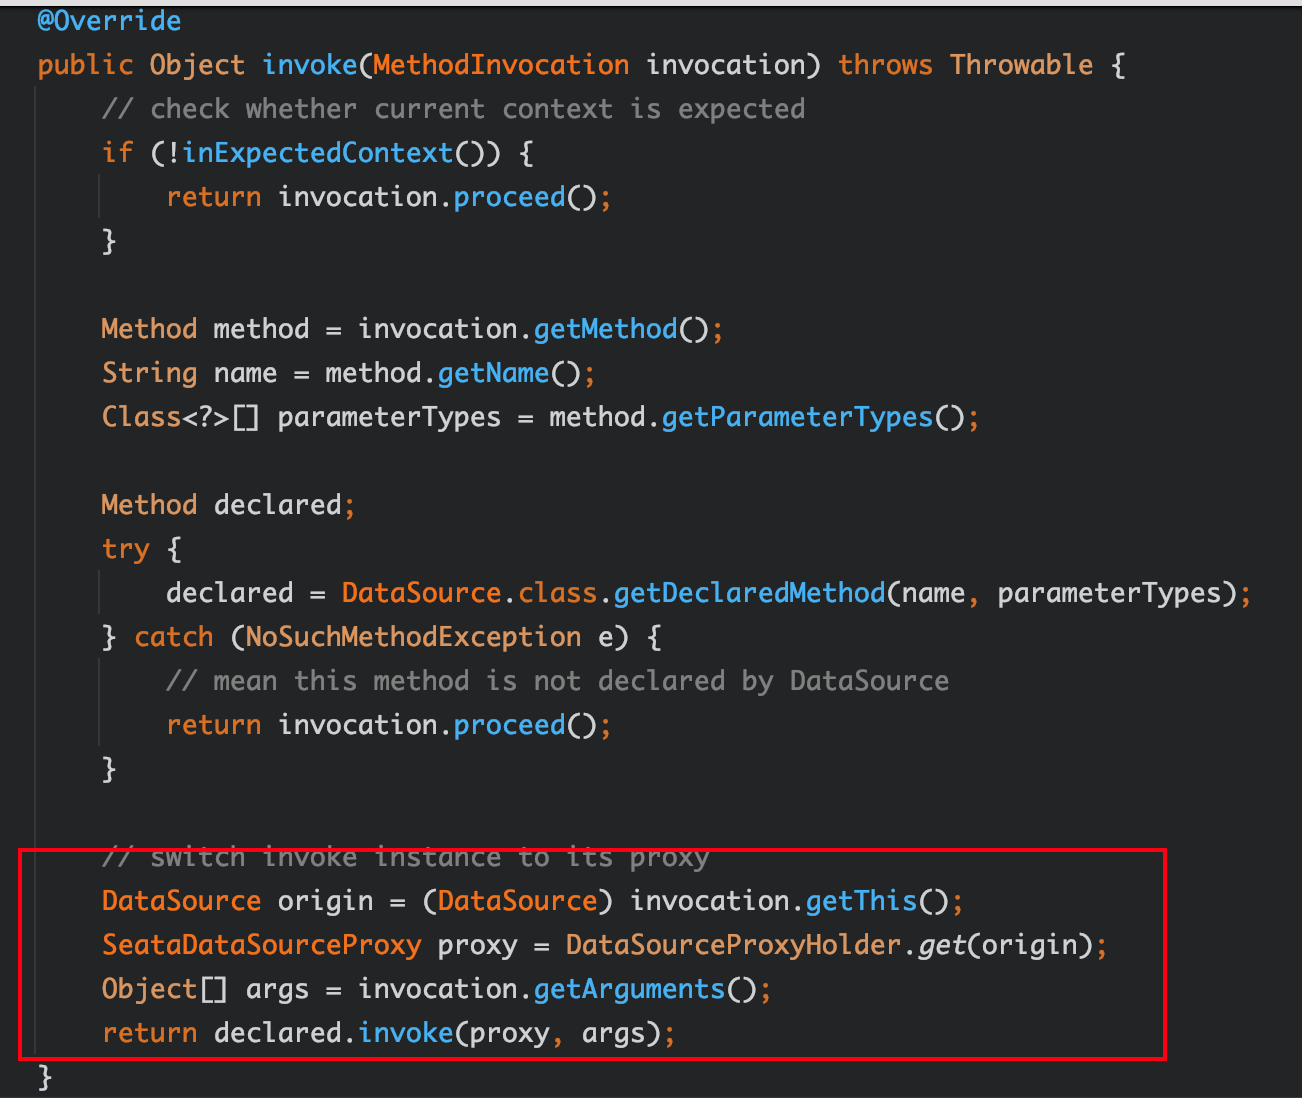 @Override
public Object invoke(MethodInvocation invocation) throws Throwable {
    // check whether current context is expected
    if (!inExpectedContext()) {
        return invocation.proceed();
    }

    Method method = invocation.getMethod();
    String name = method.getName();
    Class<?>[] parameterTypes = method.getParameterTypes();

    Method declared;
    try {
        declared = DataSource.class.getDeclaredMethod(name, parameterTypes);
    } catch (NoSuchMethodException e) {
        // mean this method is not declared by DataSource
        return invocation.proceed();
    }

    // switch invoke instance to its proxy
    DataSource origin = (DataSource) invocation.getThis();
    SeataDataSourceProxy proxy = DataSourceProxyHolder.get(origin);
    Object[] args = invocation.getArguments();
    return declared.invoke(proxy, args);
}